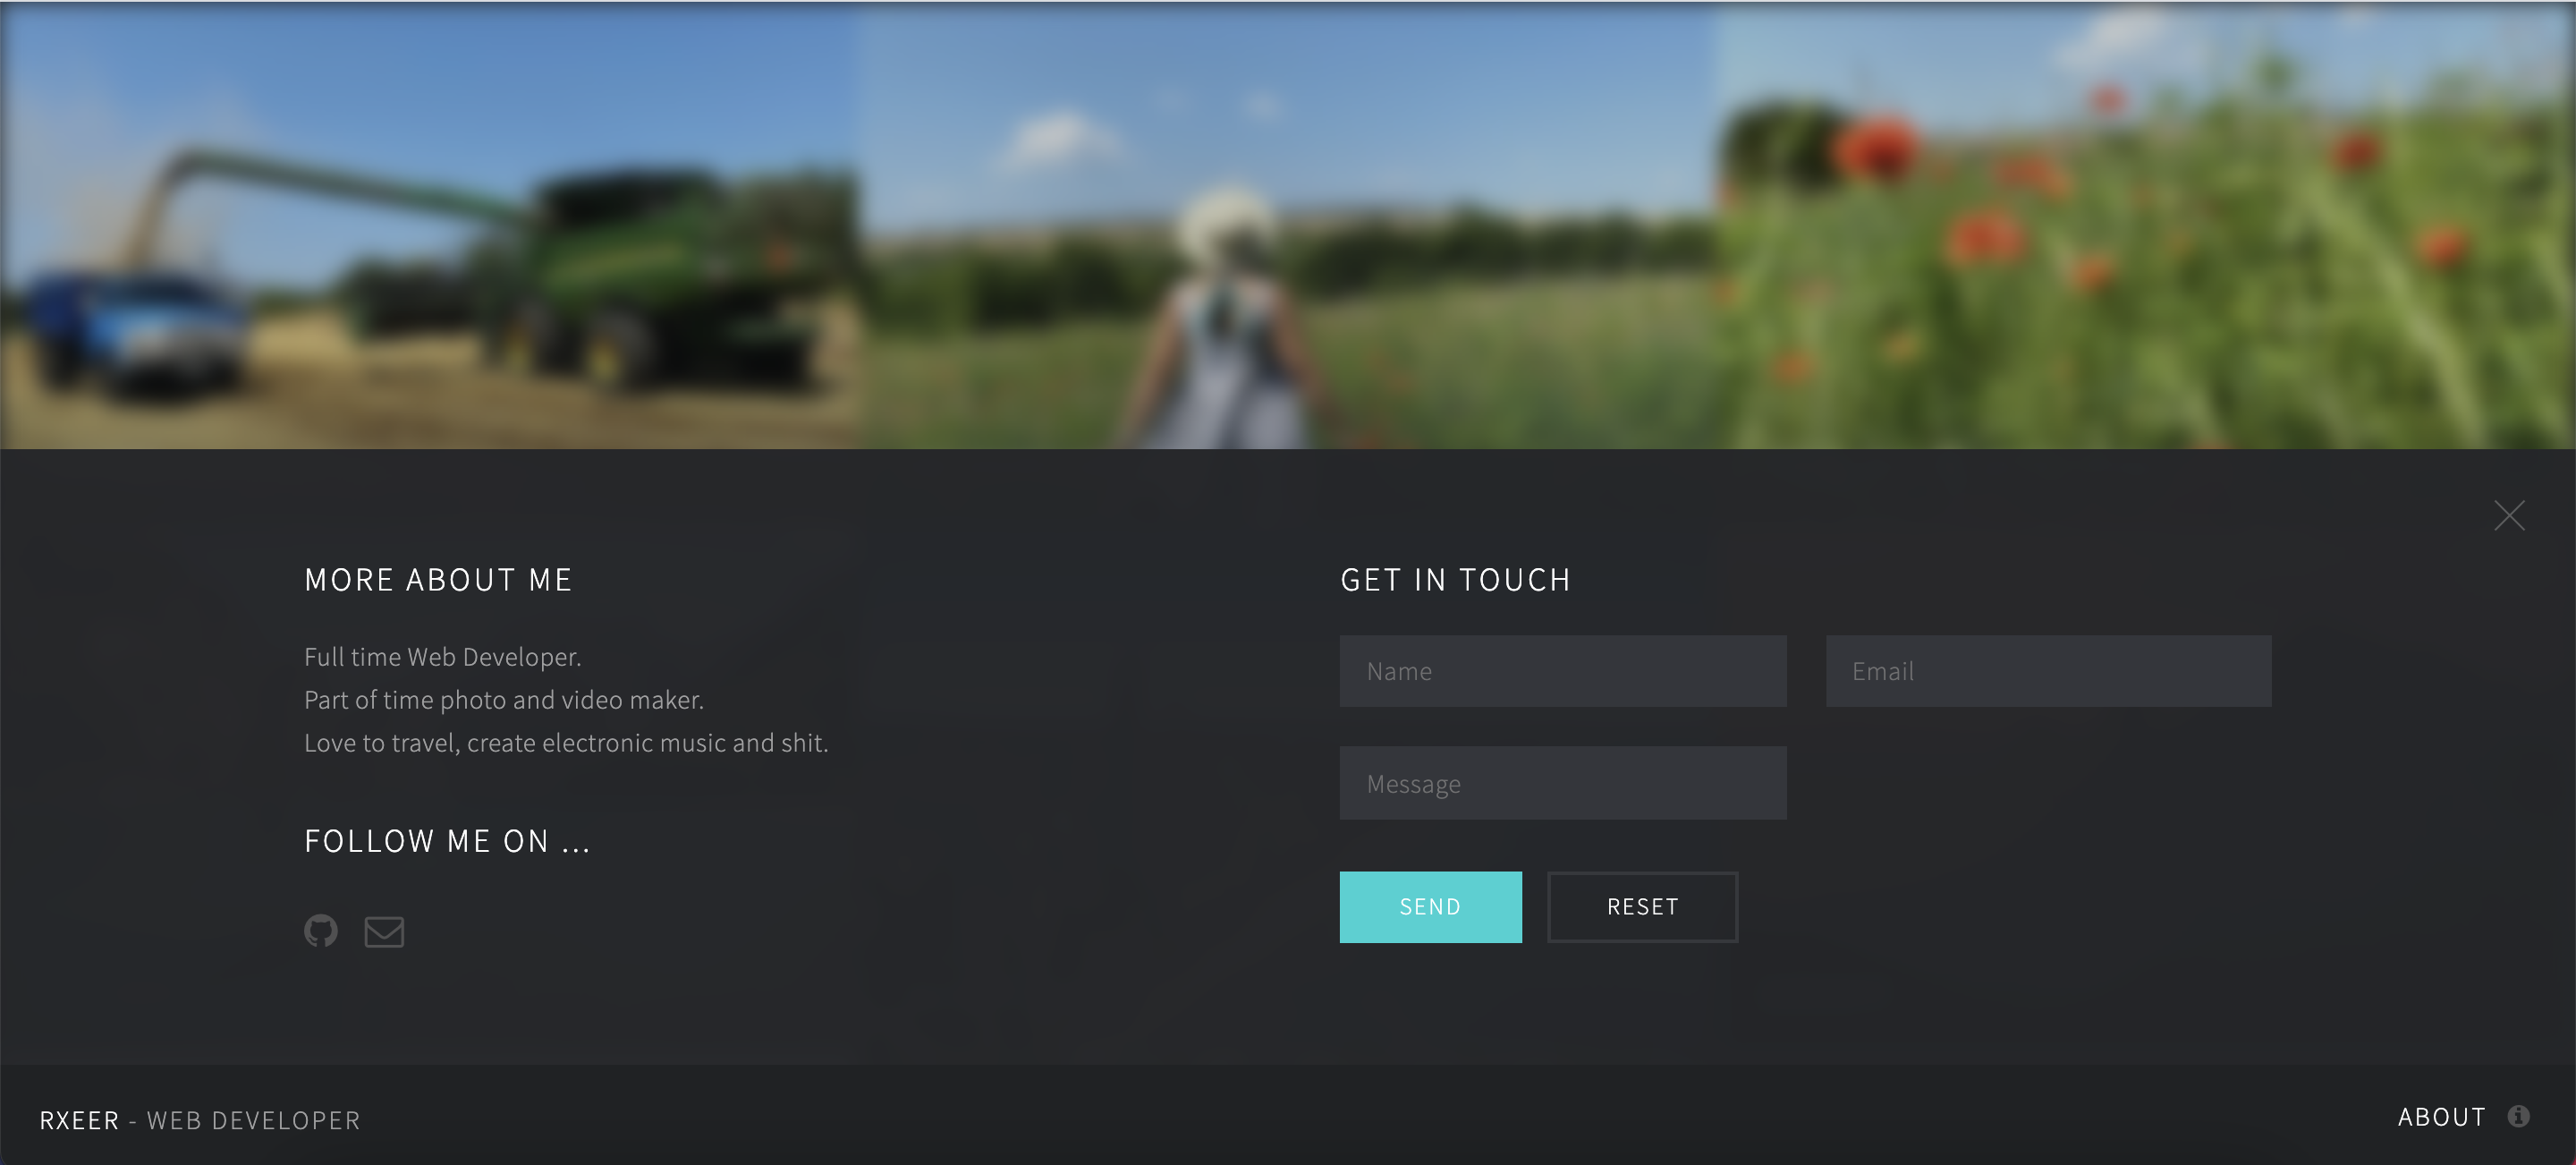 MORE ABOUT ME
Full time Web Developer.
Part of time photo and video maker.
Love to travel, create electronic music and shit.
FOLLOW ME ON ...
GET IN TOUCH
Name
Email
Message
SEND
RESET
RXEER - WEB DEVELOPER
ABOUT